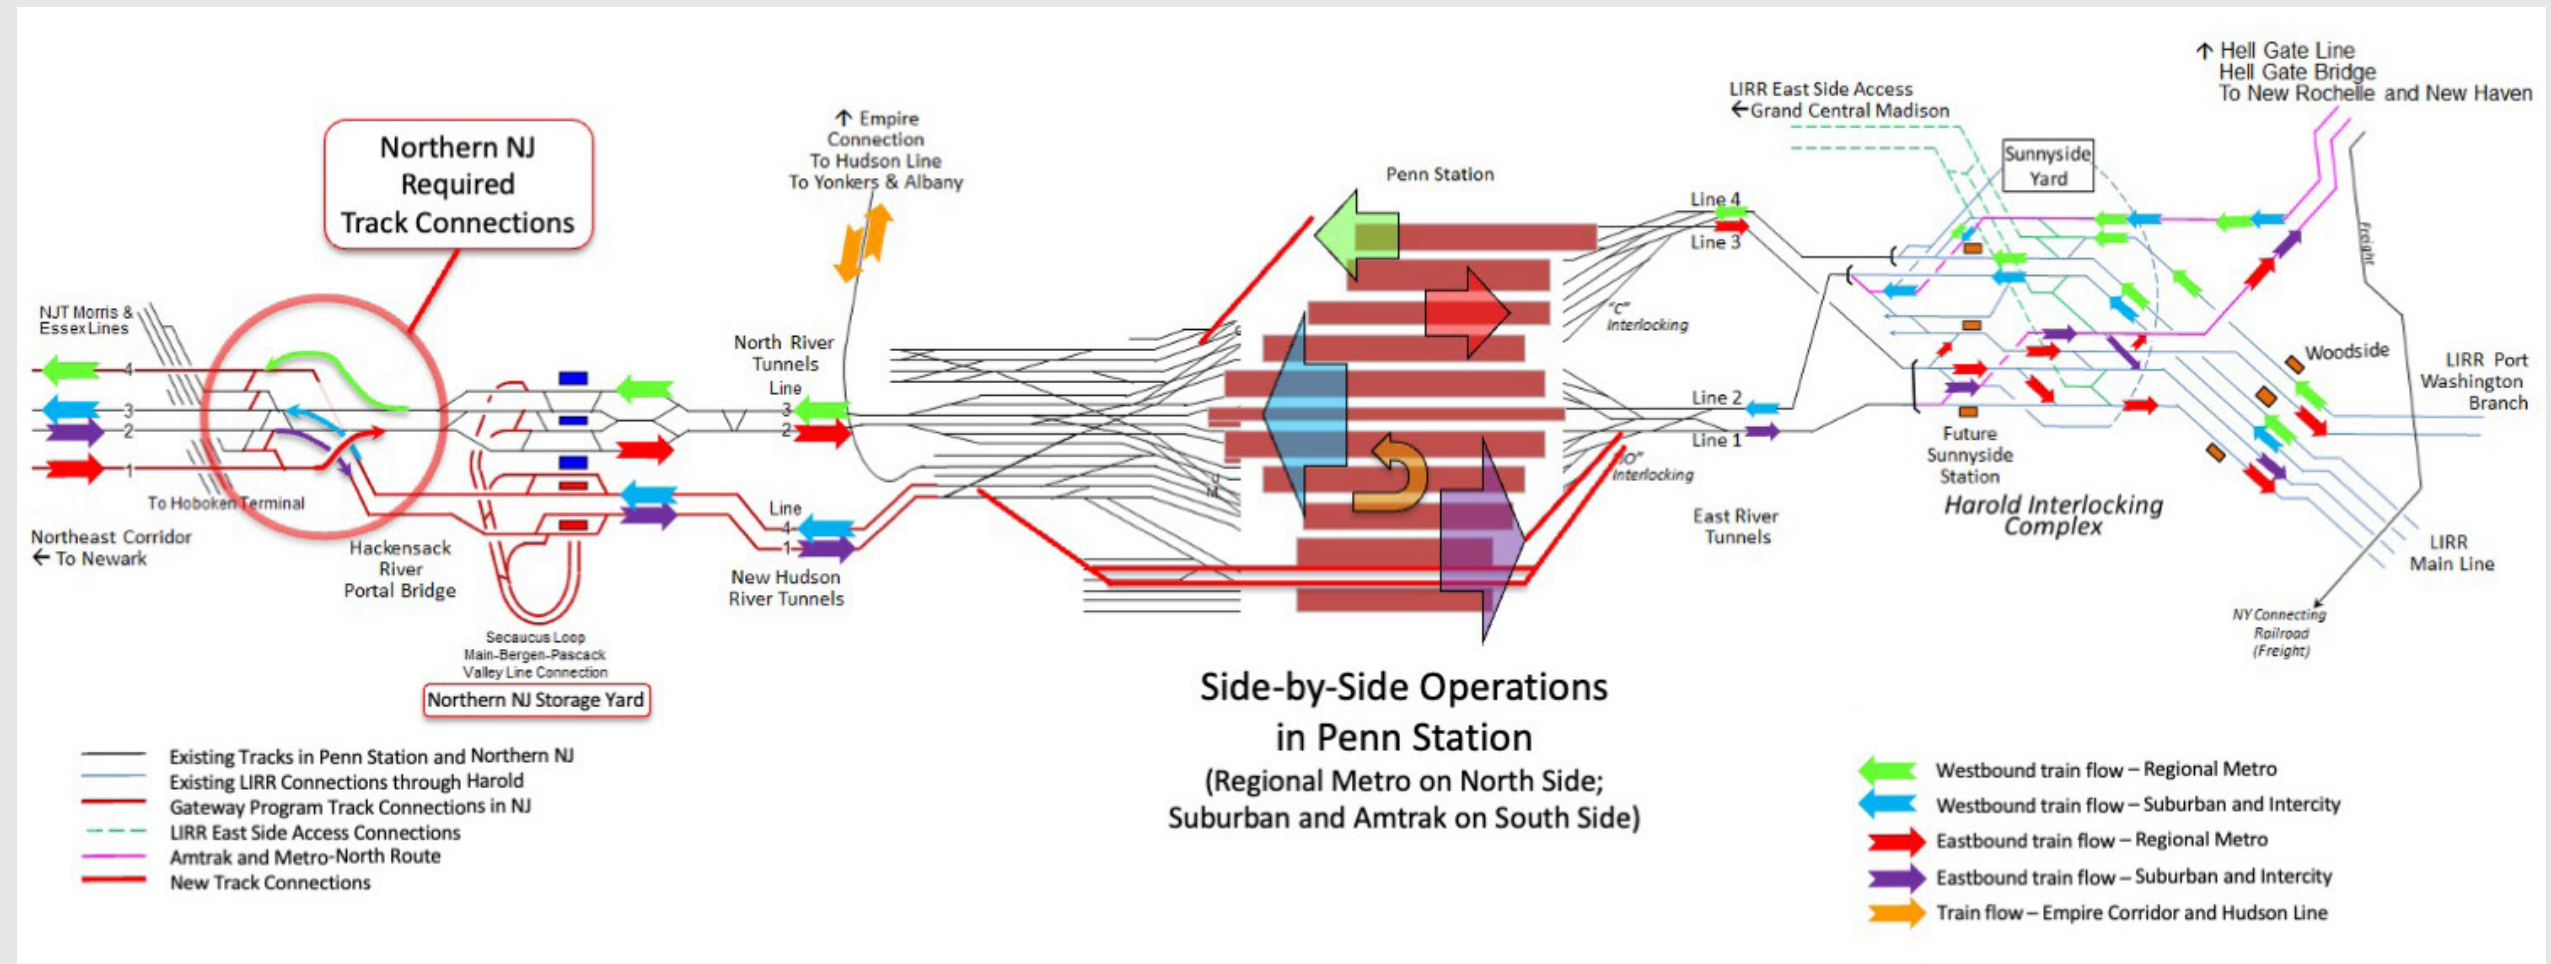 ↑ Hell Gate Line
Hell Gate Bridge
To New Rochelle and New Haven
LIRR East Side Access
←Grand Central Madison
Sunnyside
Yard
↑ Empire
Connection
To Hudson Line
To Yonkers & Albany
Northern NJ
Required
Track Connections
Penn Station
Line 4
Line 3
Freight
"C"
Interlocking
NJT Morris &
Essex Lines
4
3
2
1
To Hoboken Terminal
Northeast Corridor
← To Newark
Hackensack
River
Portal Bridge
North River
Tunnels
Line
3
2
Line
4
1
New Hudson
River Tunnels
Secaucus Loop
Main-Bergen-Pascack
Valley Line Connection
Northern NJ Storage Yard
Line 2
Line 1
"JO"
Interlocking
East River
Tunnels
Woodside
LIRR Port
Washington
Branch
Future
Sunnyside
Station
Harold Interlocking
Complex
LIRR
Main Line
NY Connecting
Railroad
(Freight)
Side-by-Side Operations
in Penn Station
(Regional Metro on North Side;
Suburban and Amtrak on South Side)
Existing Tracks in Penn Station and Northern NJ
Existing LIRR Connections through Harold
Gateway Program Track Connections in NJ
LIRR East Side Access Connections
Amtrak and Metro-North Route
New Track Connections
Westbound train flow – Regional Metro
Westbound train flow – Suburban and Intercity
Eastbound train flow – Regional Metro
Eastbound train flow – Suburban and Intercity
Train flow – Empire Corridor and Hudson Line